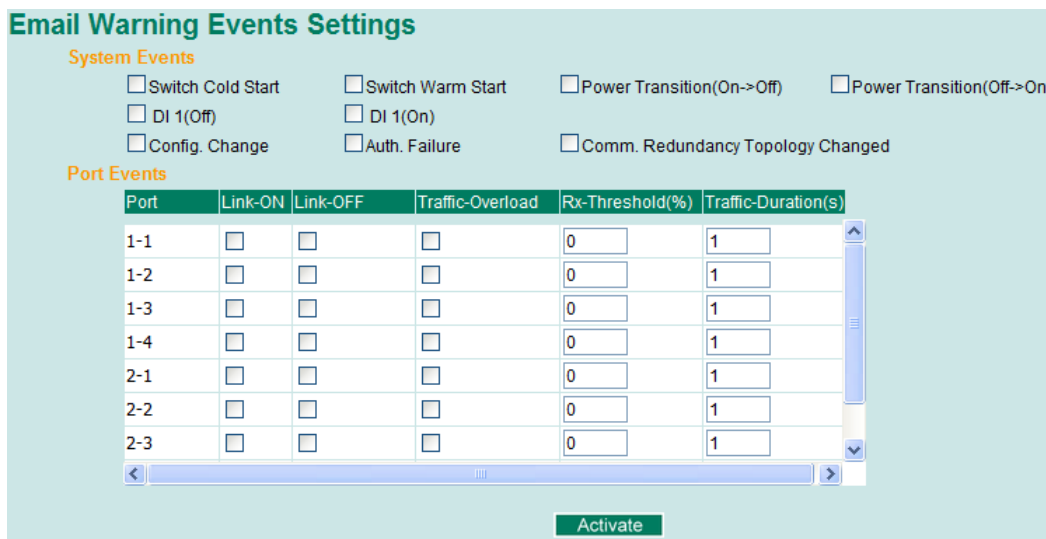 Email Warning Events Settings
System Events
Switch Cold Start Switch Warm Start Power Transition(On->Off) Power Transition(Off->On
DI 1(Off) DI 1(On)
Config. Change Auth. Failure Comm. Redundancy Topology Changed
Port Events
Port Link-ON Link-OFF Traffic-Overload Rx-Threshold(%) Traffic-Duration(s)
1-1 0 1
1-2 0 1
1-3 0 1
1-4 0 1
2-1 0 1
2-2 0 1
2-3 0 1
Activate